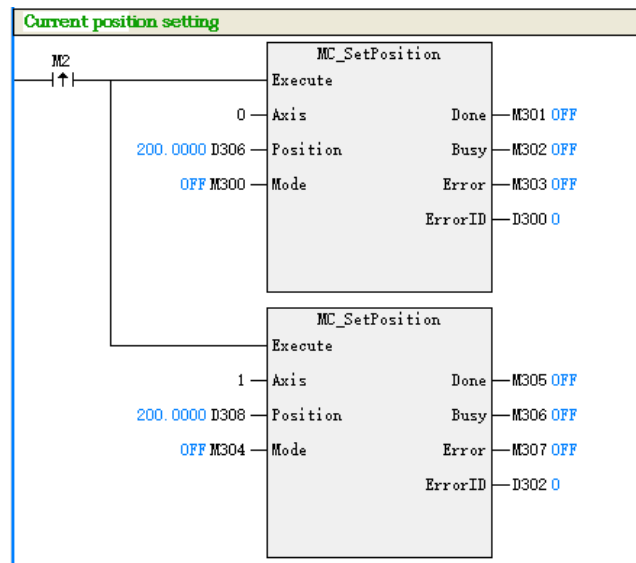 Current position setting
M2
MC_SetPosition
Execute
0 Axis Done M301 OFF
200.0000 D306 Position Busy M302 OFF
OFF M300 Mode Error M303 OFF
ErrorID D300 0
MC_SetPosition
Execute
1 Axis Done M305 OFF
200.0000 D308 Position Busy M306 OFF
OFF M304 Mode Error M307 OFF
ErrorID D302 0